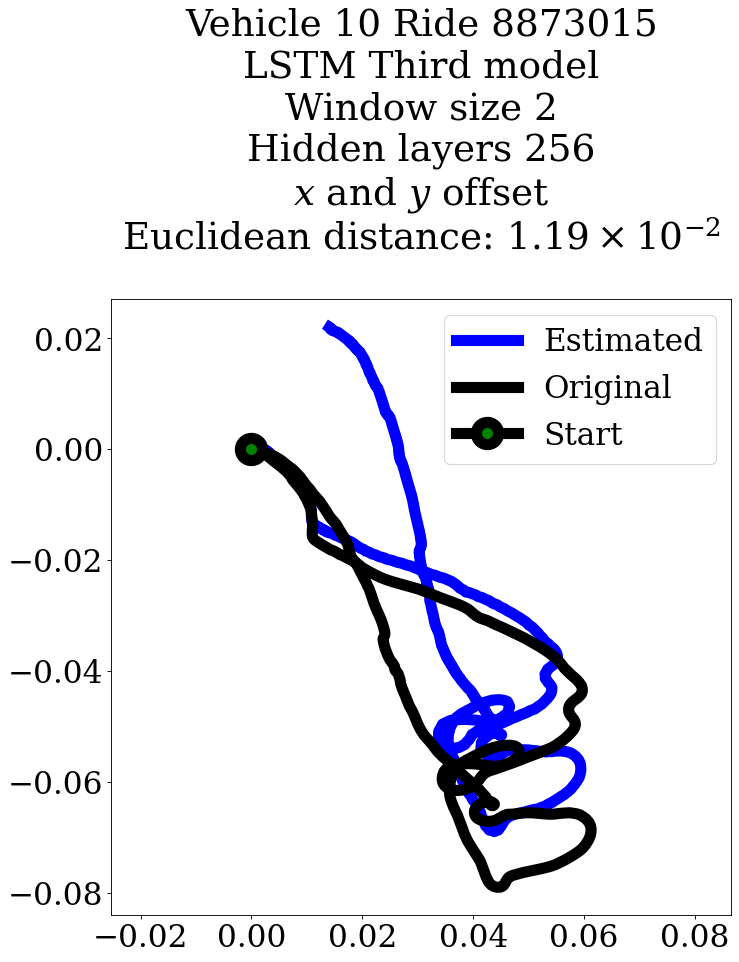 Vehicle 10 Ride 8873015
LSTM Third model
Window size 2
Hidden layers 256
x and y offset
Euclidean distance: 1.19 × 10⁻²
Estimated
Original
Start
0.02
0.00
−0.02
−0.04
−0.06
−0.08
−0.02 0.00 0.02 0.04 0.06 0.08